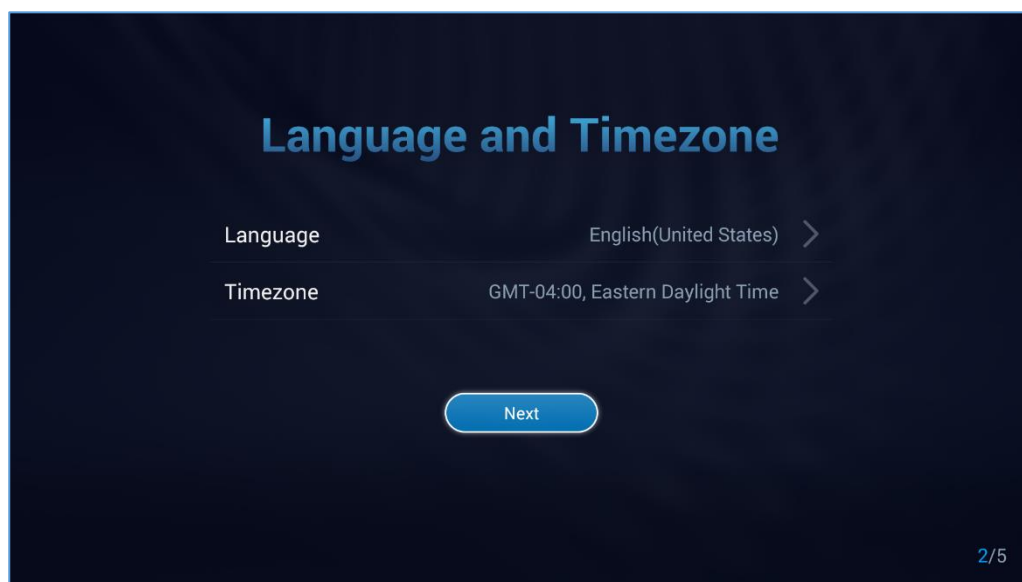 Language and Timezone
Language English(United States)
Timezone GMT-04:00, Eastern Daylight Time
Next
2/5